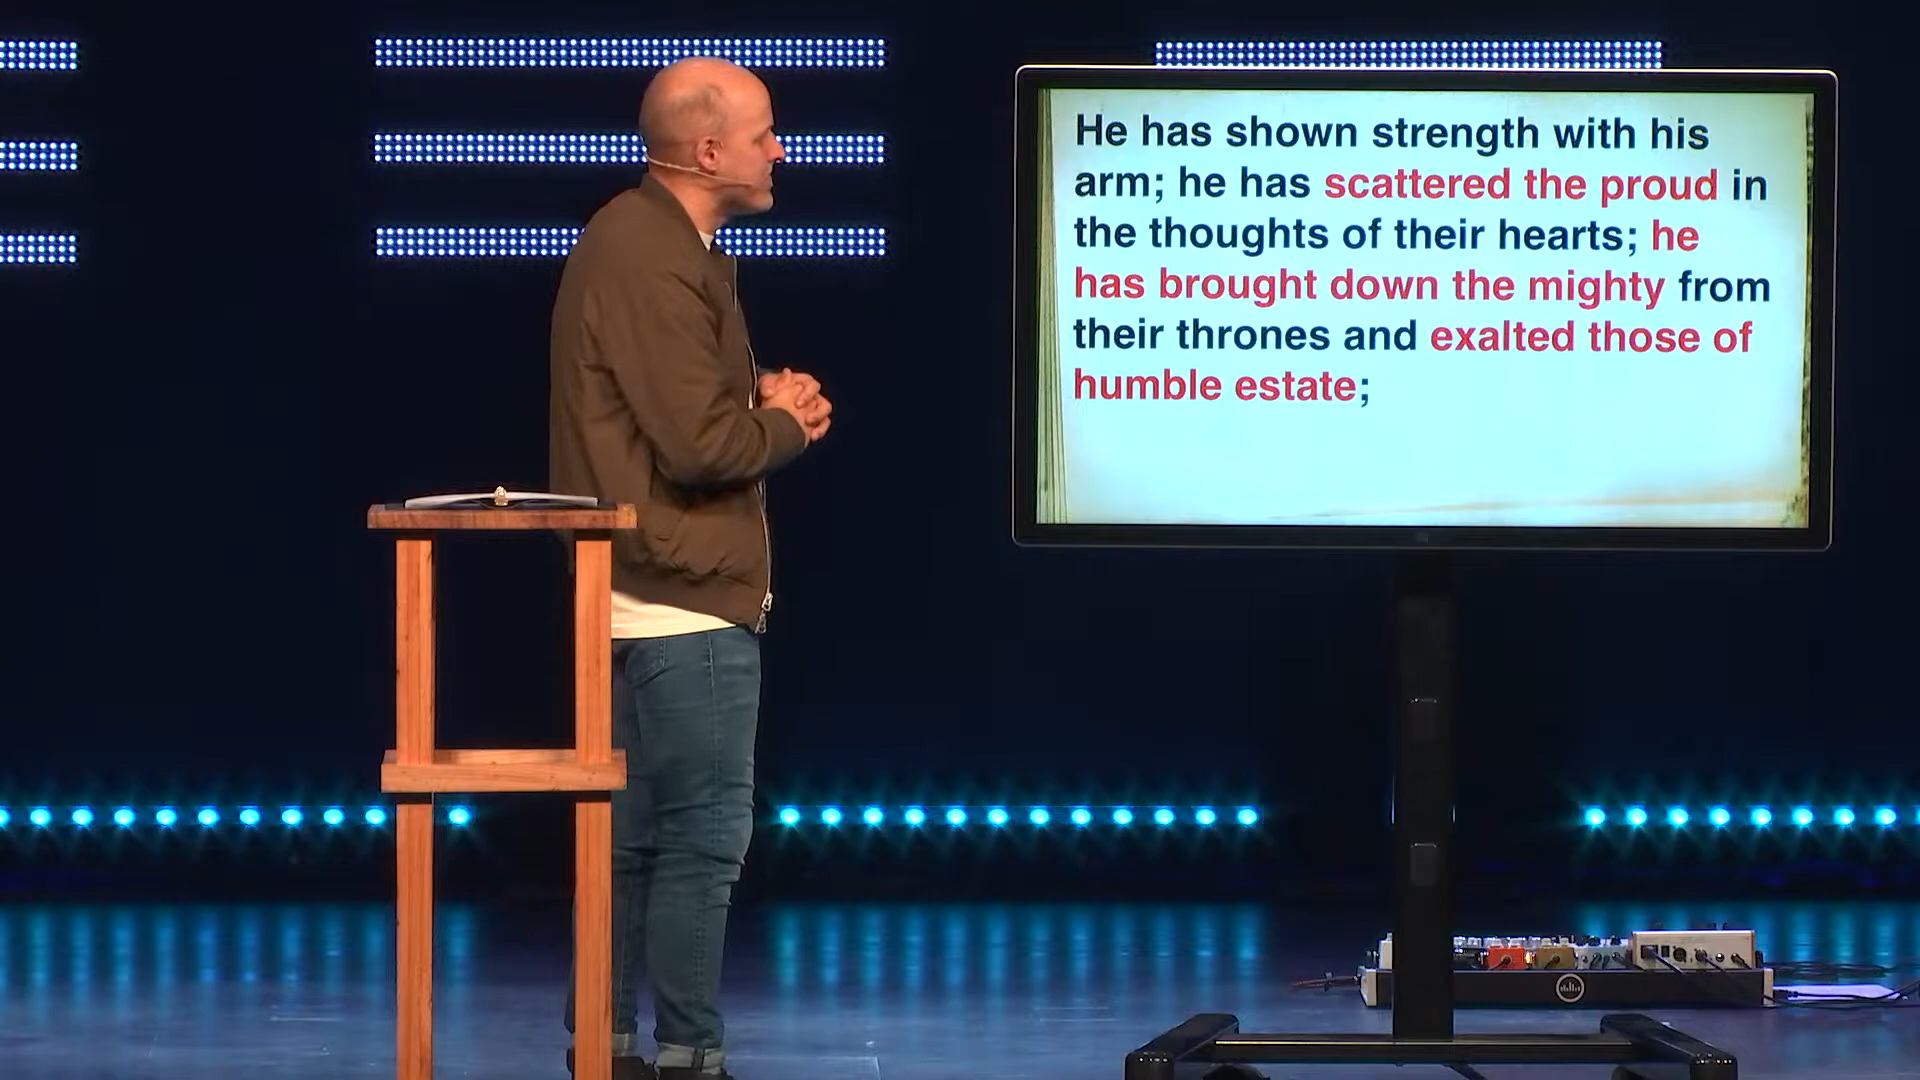 He has shown strength with his
arm; he has scattered the proud in
the thoughts of their hearts; he
has brought down the mighty from
their thrones and exalted those of
humble estate;